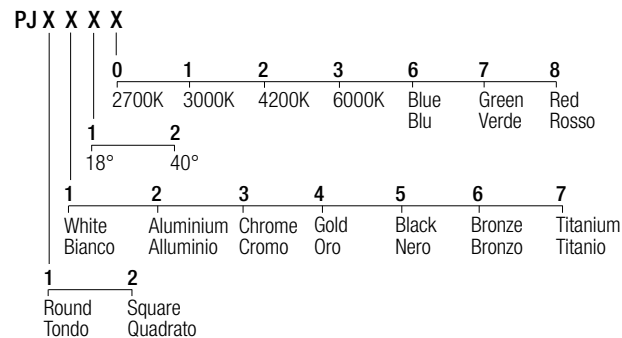 PJ X X X X
0 1 2 3 6 7 8
2700K 3000K 4200K 6000K Blue Green Red
Blu Verde Rosso
1 2
18° 40°
1 2 3 4 5 6 7
White Aluminium Chrome Gold Black Bronze Titanium
Bianco Alluminio Cromo Oro Nero Bronzo Titanio
1 2
Round Square
Tondo Quadrato